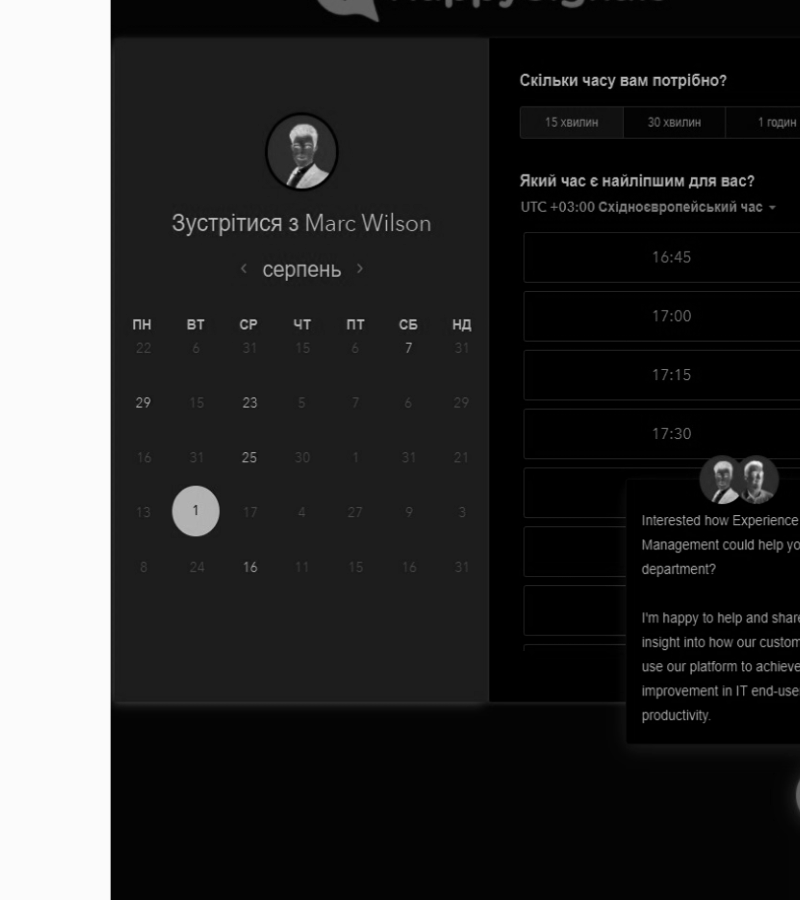 Скільки часу вам потрібно?
15 хвилин 30 хвилин 1 годин
Зустрітися з Marc Wilson
серпень
ПН ВТ СР ЧТ ПТ СБ НД
22 6 31 15 6 7 31
29 15 23 5 7 6 29
16 31 25 30 1 31 21
13 1 17 4 27 9 3
8 24 16 11 15 16 31
Який час є найліпшим для вас?
UTC +03:00 Східноєвропейський час
16:45
17:00
17:15
17:30
Interested how Experience
Management could help yo
department?
I'm happy to help and share
insight into how our custom
use our platform to achieve
improvement in IT end-use
productivity.